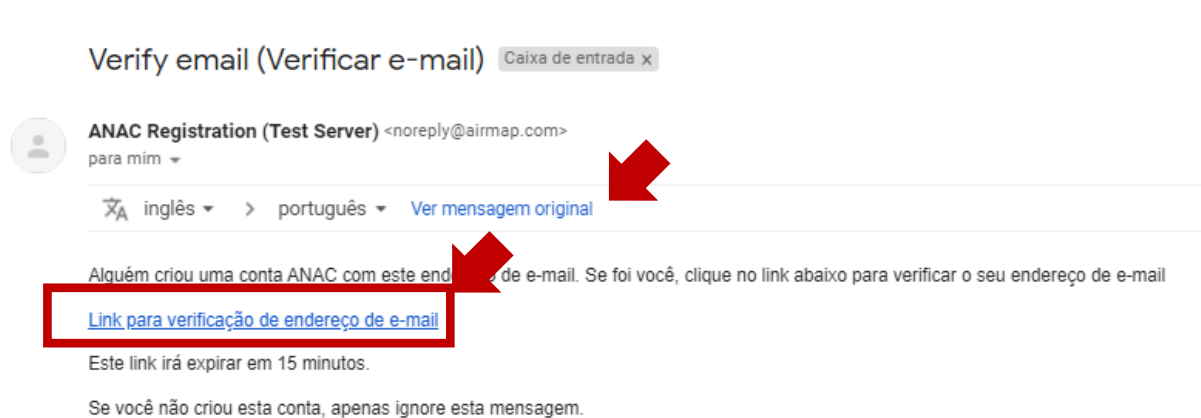 Verify email (Verificar e-mail) Caixa de entrada x
ANAC Registration (Test Server) <noreply@airmap.com>
para mim
inglês > português Ver mensagem original
Alguém criou uma conta ANAC com este de e-mail. Se foi você, clique no link abaixo para verificar o seu endereço de e-mail
Link para verificação de endereço de e-mail
Este link irá expirar em 15 minutos.
Se você não criou esta conta, apenas ignore esta mensagem.